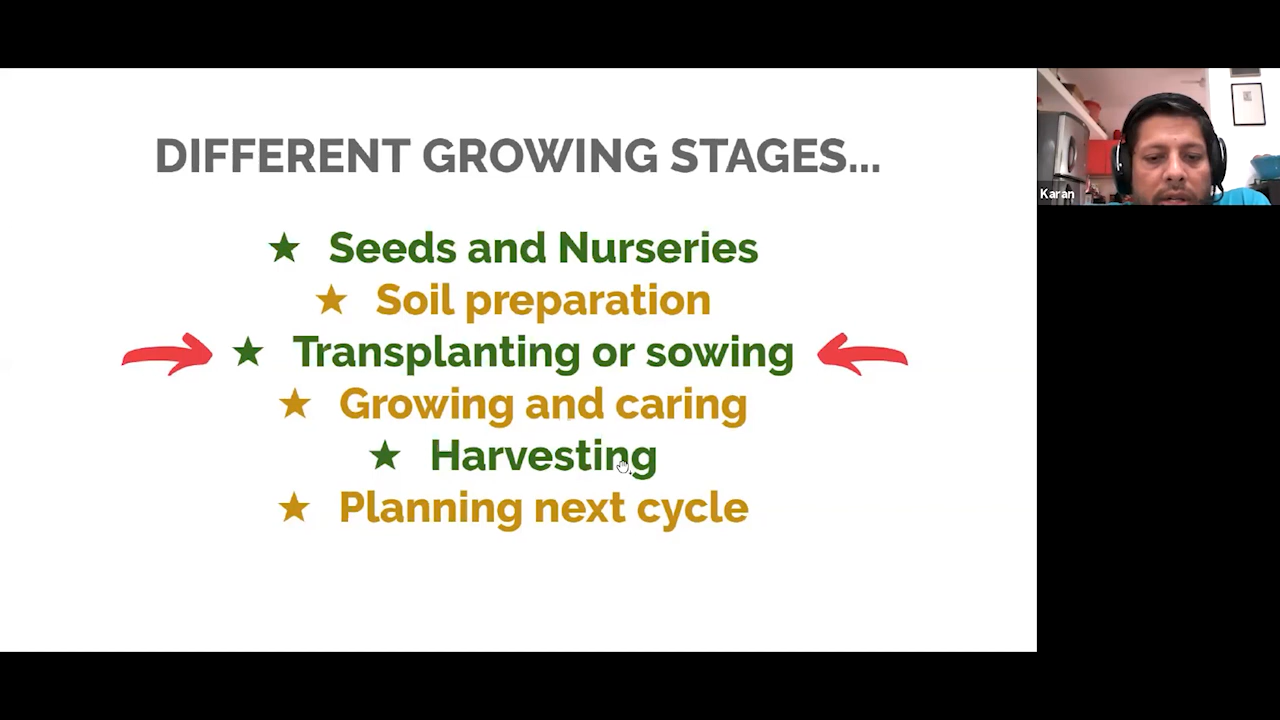 DIFFERENT GROWING STAGES...
★ Seeds and Nurseries
★ Soil preparation
★ Transplanting or sowing
★ Growing and caring
★ Harvesting
★ Planning next cycle
Karan